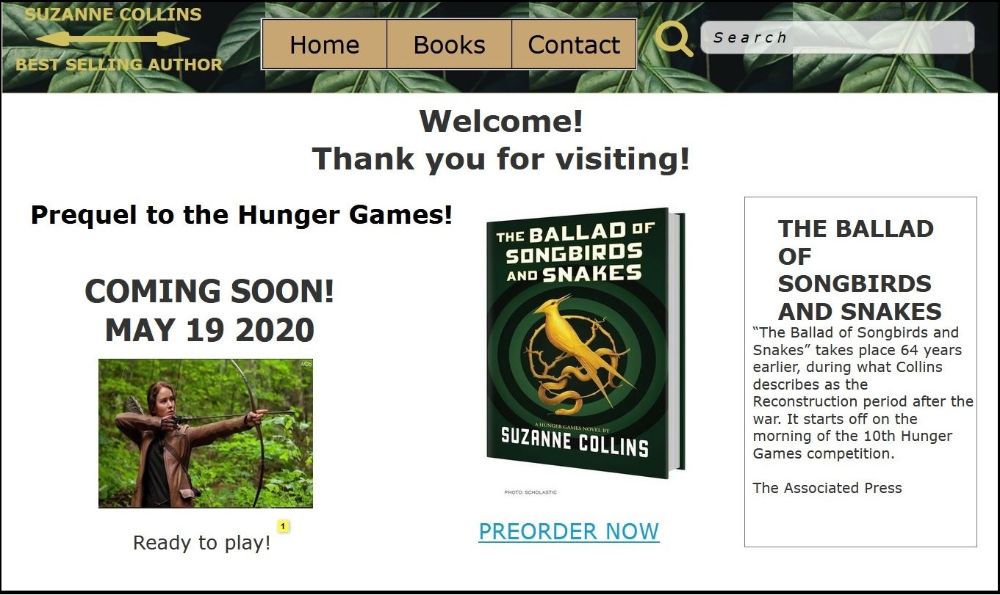 SUZANNE COLLINS
BEST SELLING AUTHOR
Home
Books
Contact
Search
Welcome!
Thank you for visiting!
Prequel to the Hunger Games!
COMING SOON!
MAY 19 2020
IMDb
1
Ready to play!
THE BALLAD OF
SONGBIRDS
AND SNAKES
A HUNGER GAMES NOVEL BY
SUZANNE COLLINS
PHOTO: SCHOLASTIC
PREORDER NOW
THE BALLAD
OF
SONGBIRDS
AND SNAKES
“The Ballad of Songbirds and
Snakes” takes place 64 years
earlier, during what Collins
describes as the
Reconstruction period after the
war. It starts off on the
morning of the 10th Hunger
Games competition.
The Associated Press